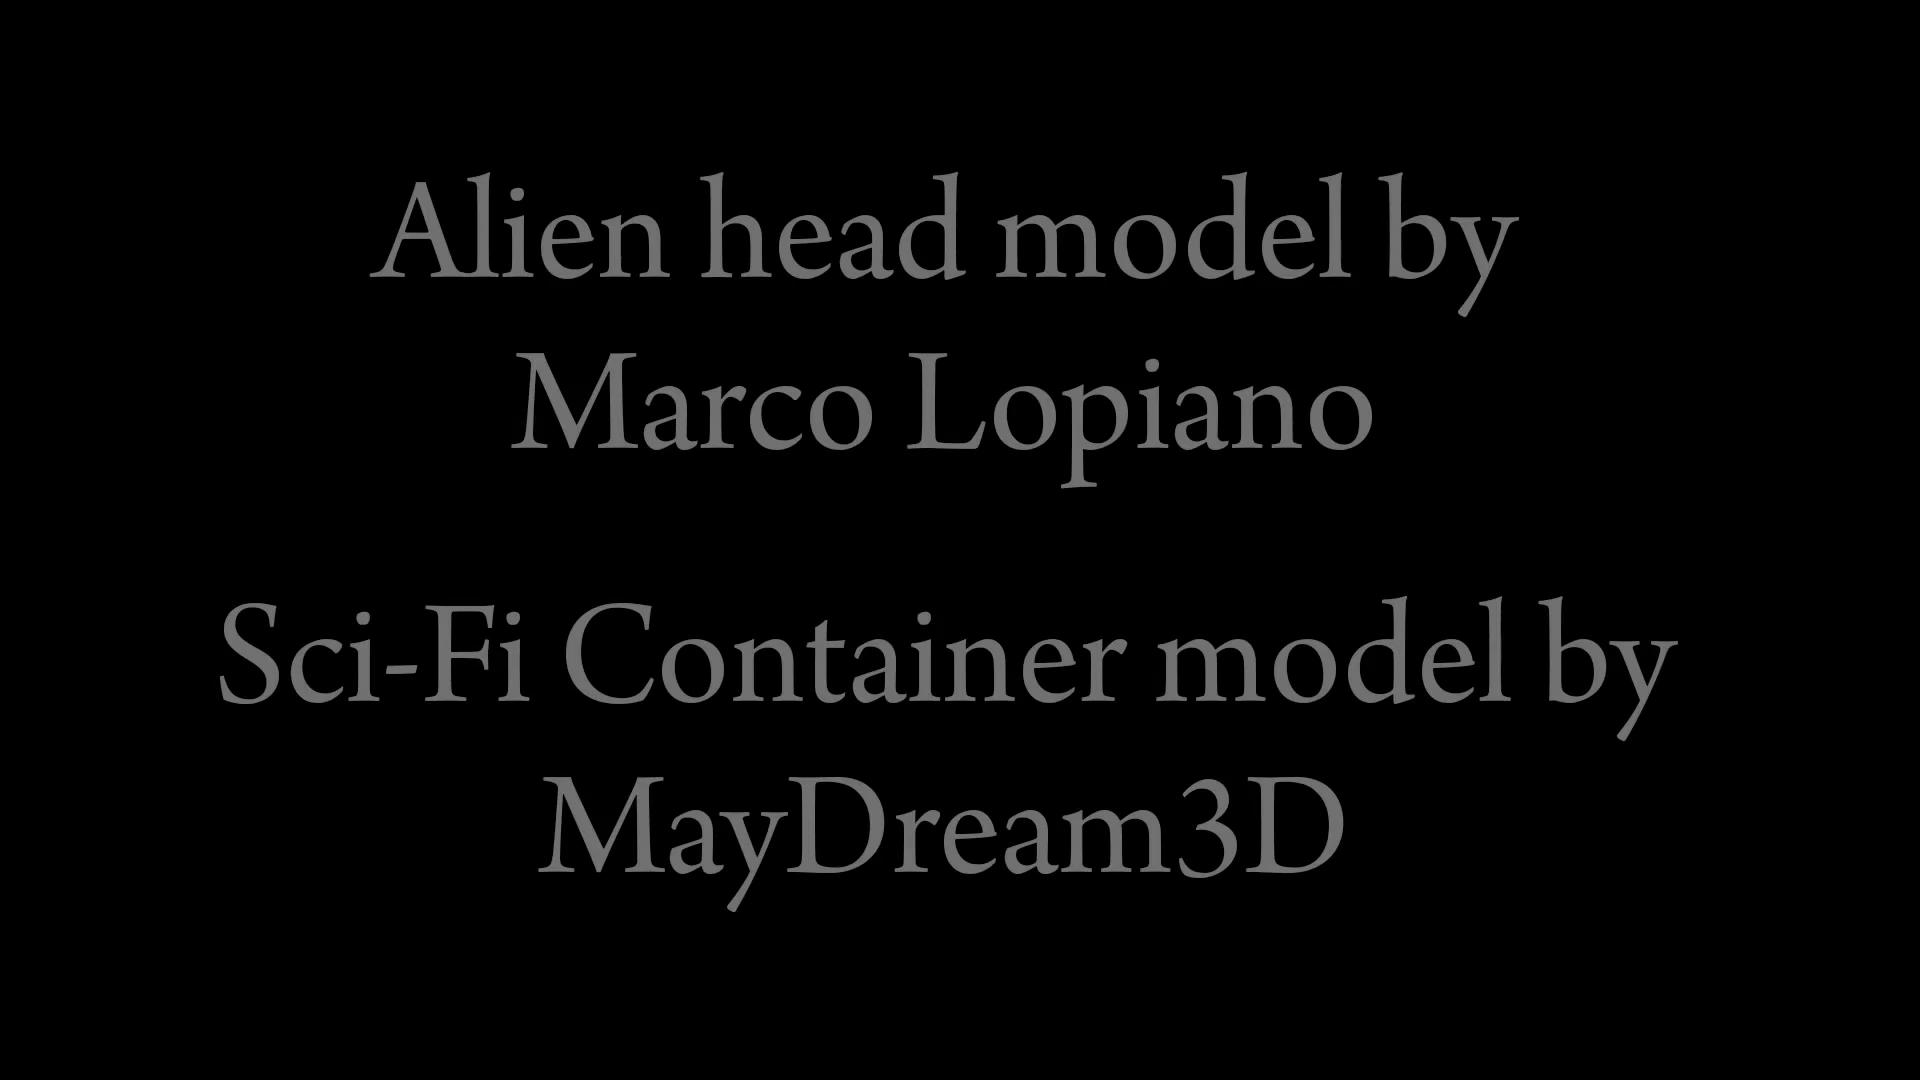 Alien head model by
Marco Lopiano
Sci-Fi Container model by
MayDream3D